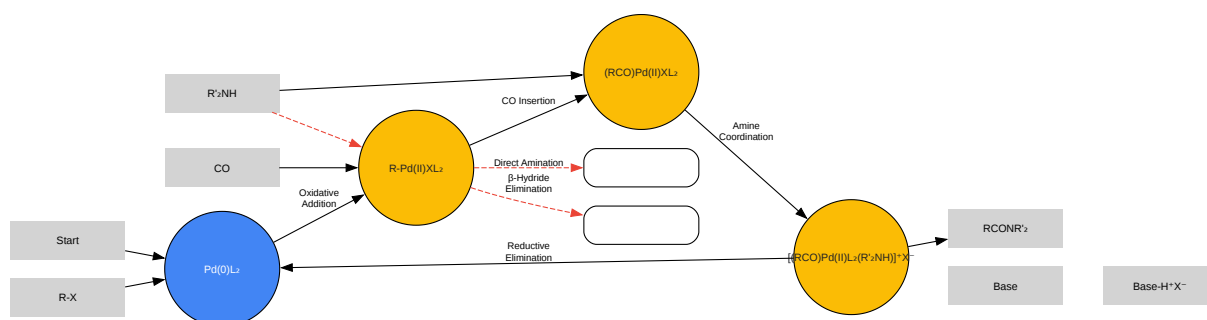 (RCO)Pd(II)XL₂
R'₂NH
CO Insertion
Amine
Coordination
CO
R-Pd(II)XL₂
Direct Amination
β-Hydride
Elimination
Oxidative
Addition
Start
Pd(0)L₂
R-X
Reductive
Elimination
[(RCO)Pd(II)L₂(R'₂NH)]⁺X⁻
RCONR'₂
Base
Base-H⁺X⁻